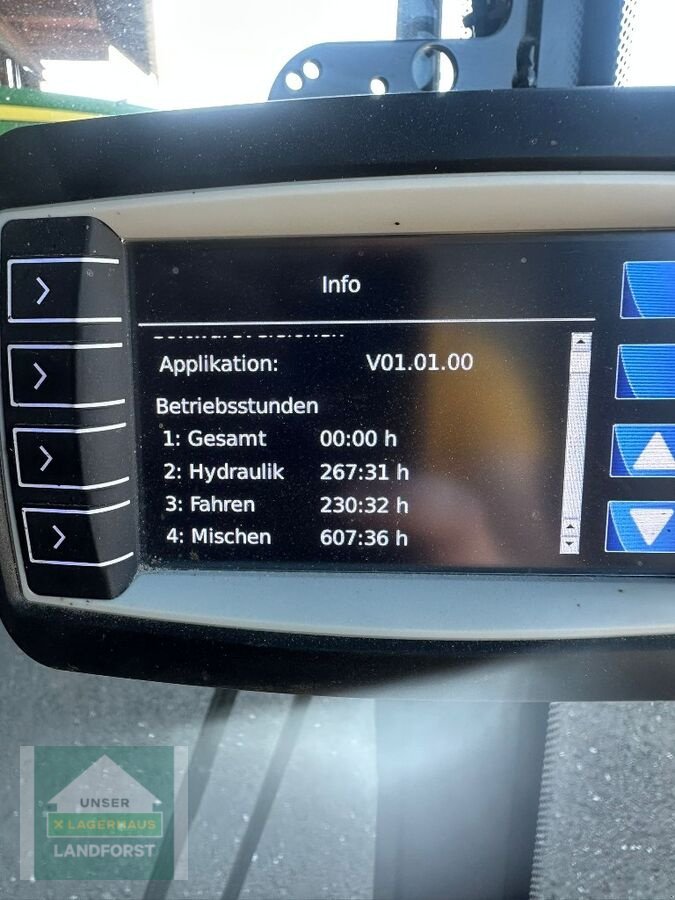 Info
Applikation: V01.01.00
Betriebsstunden
1: Gesamt 00:00 h
2: Hydraulik 267:31 h
3: Fahren 230:32 h
4: Mischen 607:36 h
UNSER
X LAGERHAUS
LANDFORST